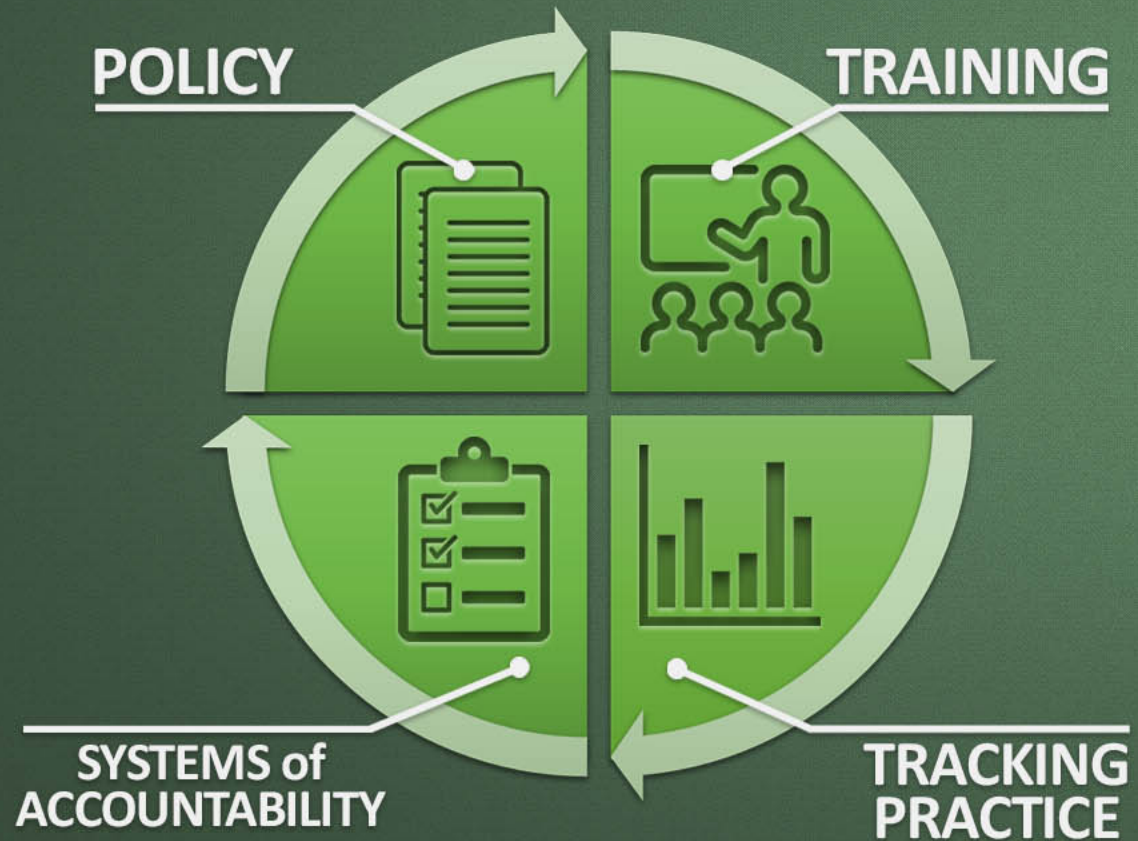 POLICY
TRAINING
SYSTEMS of
ACCOUNTABILITY
TRACKING
PRACTICE